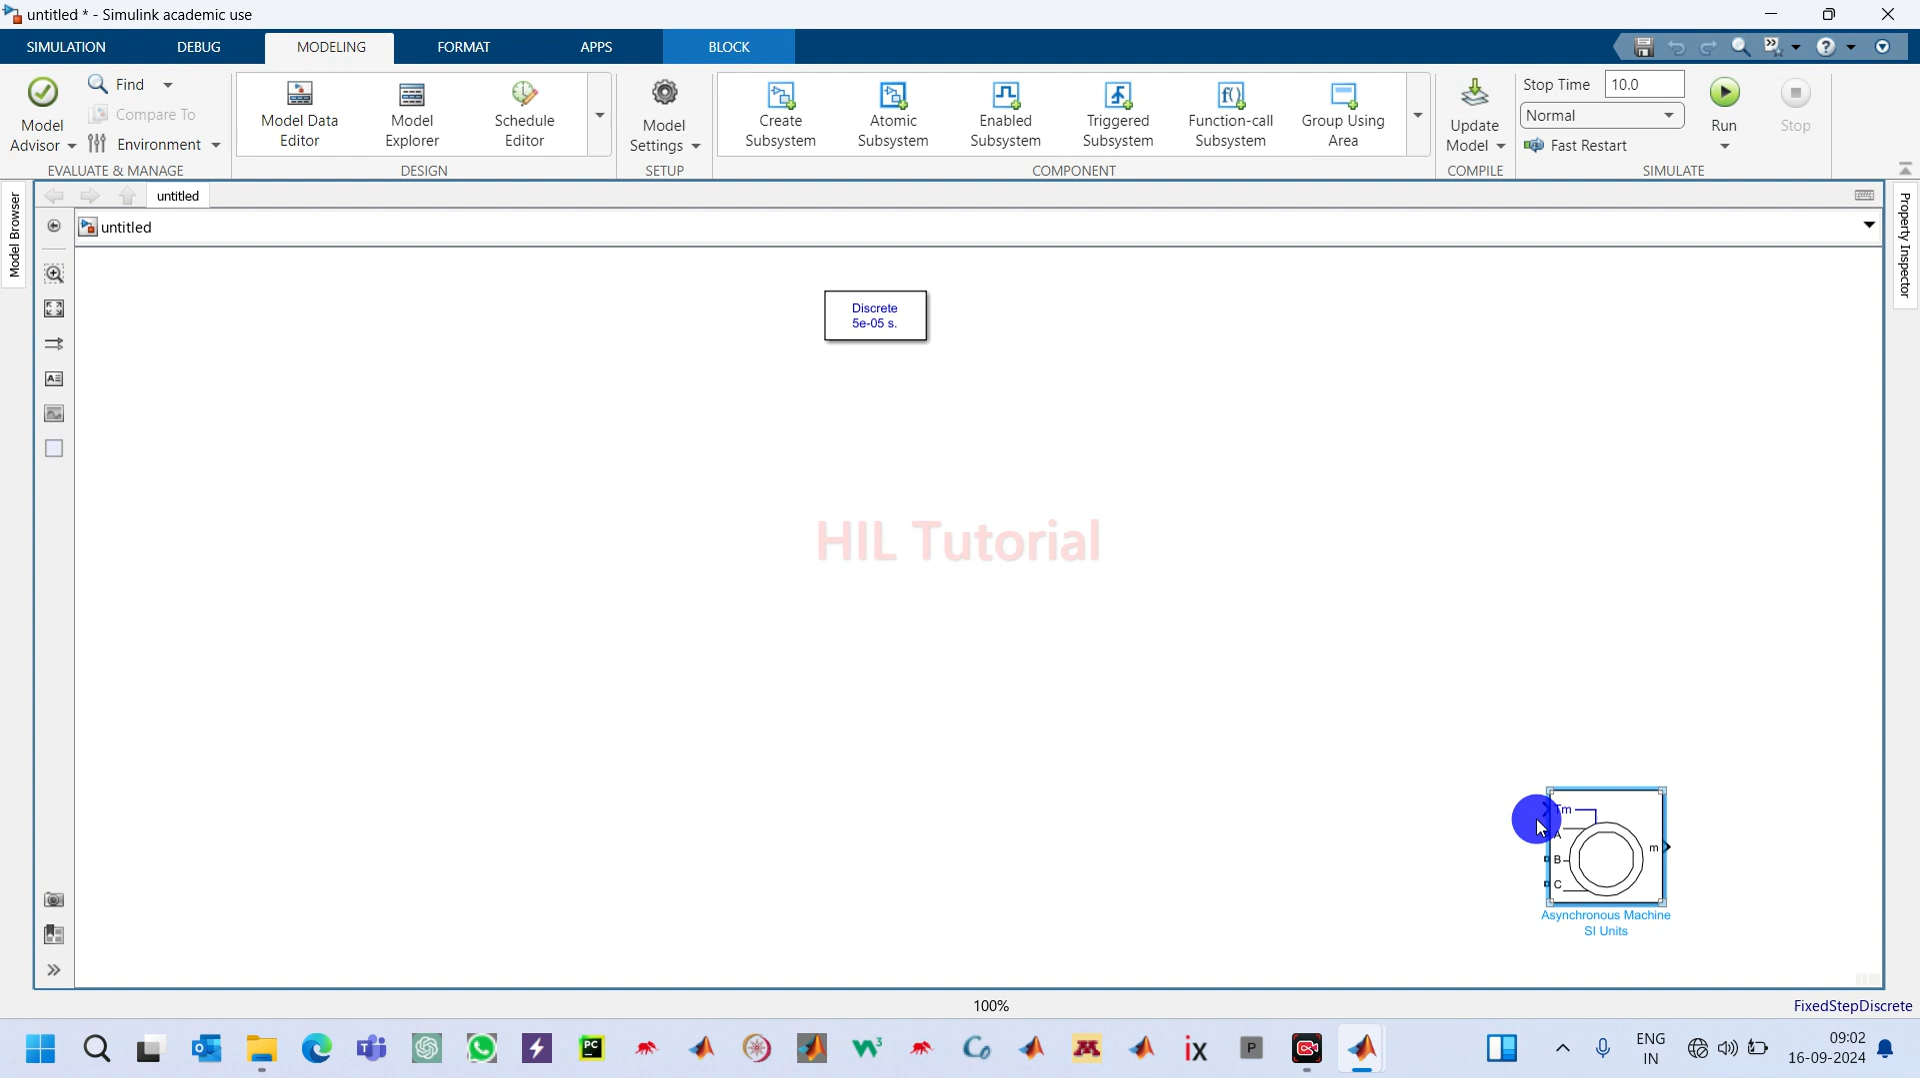 untitled * - Simulink academic use
SIMULATION
DEBUG
MODELING
FORMAT
APPS
BLOCK
Model
Advisor
Find
Compare To
Environment
EVALUATE & MANAGE
Model Data
Editor
Model
Explorer
Schedule
Editor
DESIGN
Model
Settings
SETUP
Create
Subsystem
Atomic
Subsystem
Enabled
Subsystem
Triggered
Subsystem
Function-call
Subsystem
Group Using
Area
COMPONENT
Update
Model
COMPILE
Stop Time
10.0
Normal
Fast Restart
Run
Stop
SIMULATE
Model Browser
untitled
untitled
Property Inspector
Discrete
5e-05 s.
HIL Tutorial
Tm
A
B
C
m
Asynchronous Machine
SI Units
100%
FixedStepDiscrete
ENG
IN
09:02
16-09-2024